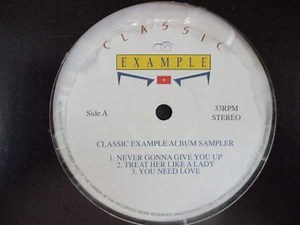 CLASSIC
EXAMPLE
Side A
33RPM
STEREO
CLASSIC EXAMPLE ALBUM SAMPLER
1. NEVER GONNA GIVE YOU UP
2. TREAT HER LIKE A LADY
3. YOU NEED LOVE